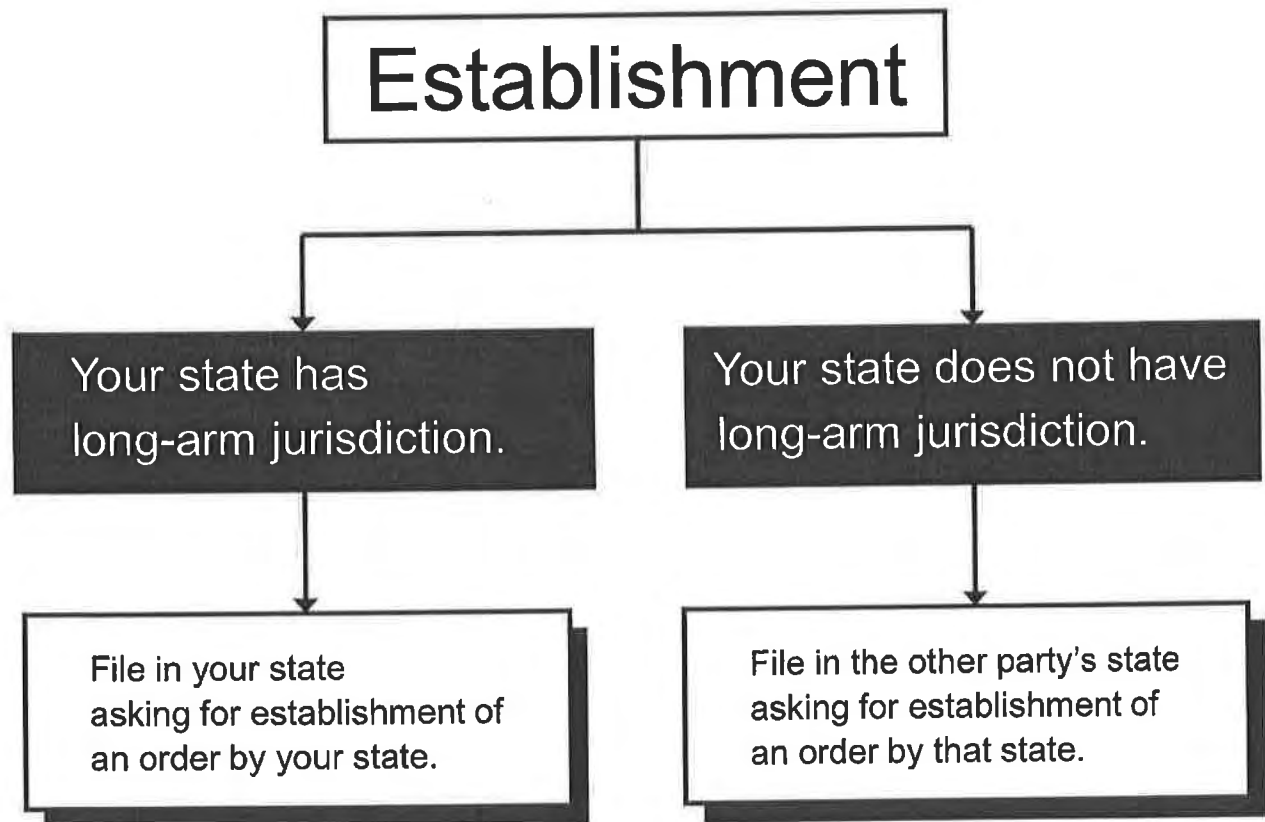 Establishment
Your state has
long-arm jurisdiction.
Your state does not have
long-arm jurisdiction.
File in your state
asking for establishment of
an order by your state.
File in the other party's state
asking for establishment of
an order by that state.